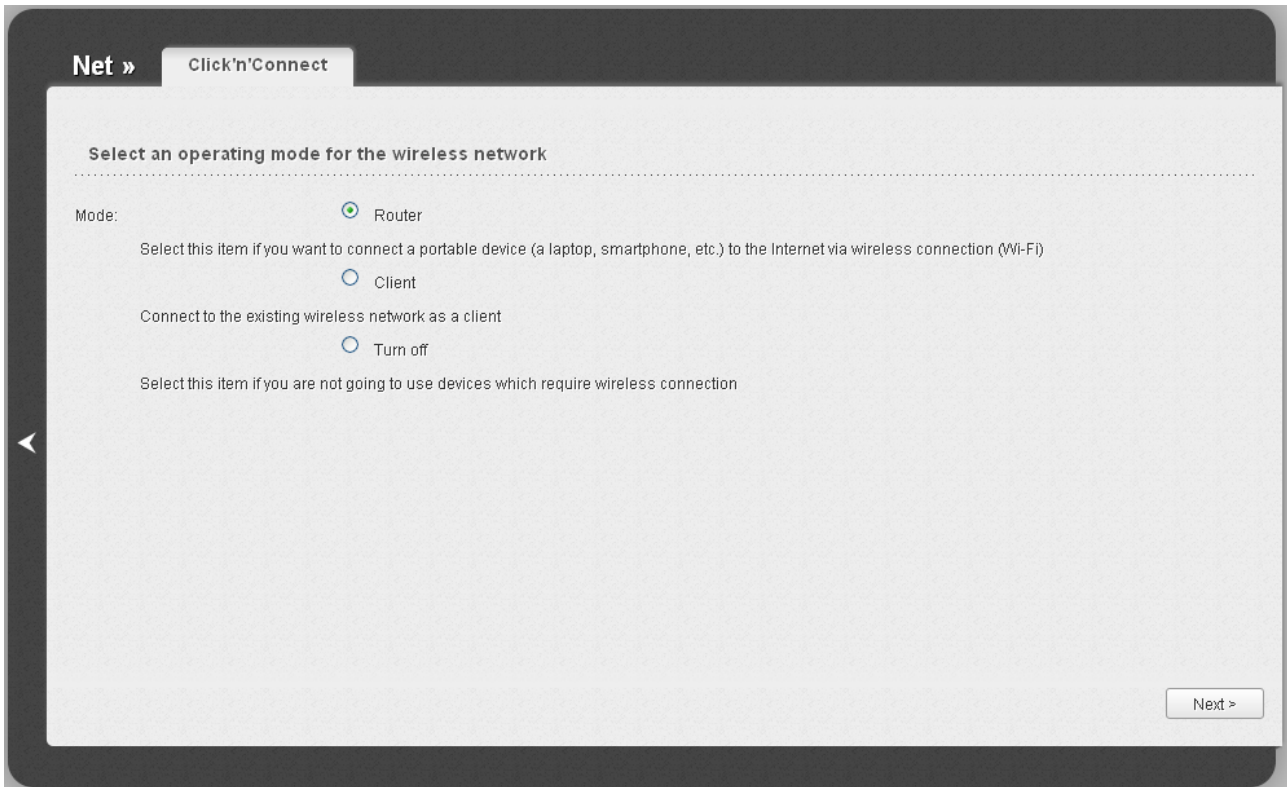 Net »
Click'n'Connect
Select an operating mode for the wireless network
Mode:
Router
Select this item if you want to connect a portable device (a laptop, smartphone, etc.) to the Internet via wireless connection (Wi-Fi)
Client
Connect to the existing wireless network as a client
Turn off
Select this item if you are not going to use devices which require wireless connection
Next >